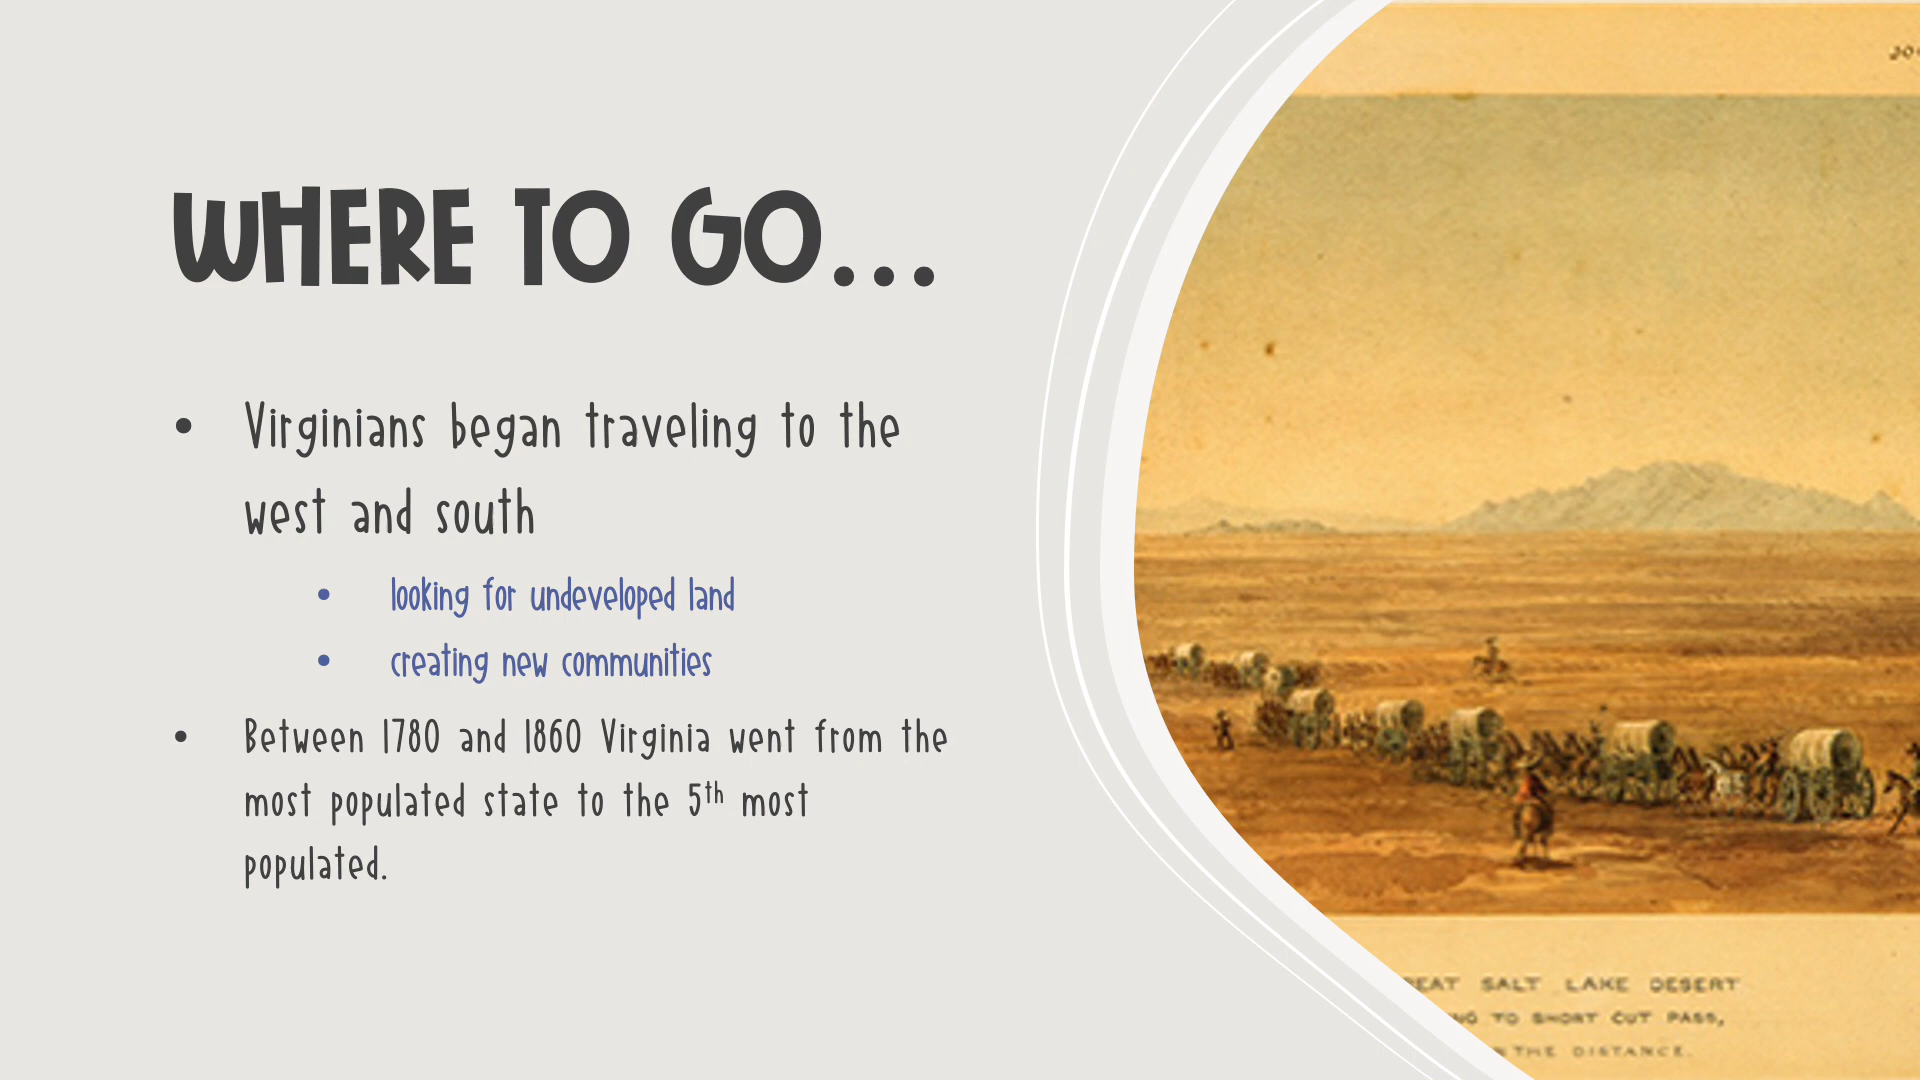 WHERE TO GO...
• Virginians began traveling to the
west and south
• looking for undeveloped land
• creating new communities
• Between 1780 and 1860 Virginia went from the
most populated state to the 5th most
populated.
SALT LAKE DESERT
TO SHORT CUT PASS,
THE DISTANCE.